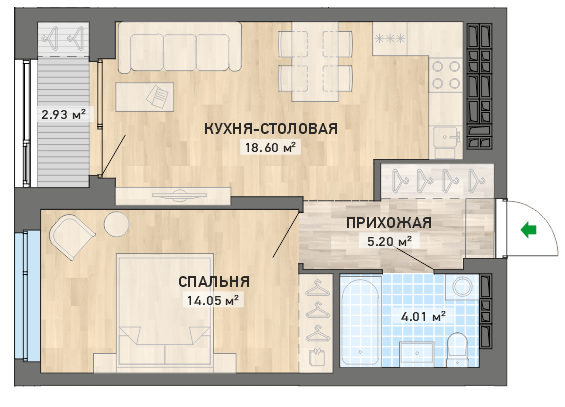 2.93 м²
КУХНЯ-СТОЛОВАЯ
18.60 м²
ПРИХОЖАЯ
5.20 м²
СПАЛЬНЯ
14.05 м²
4.01 м²